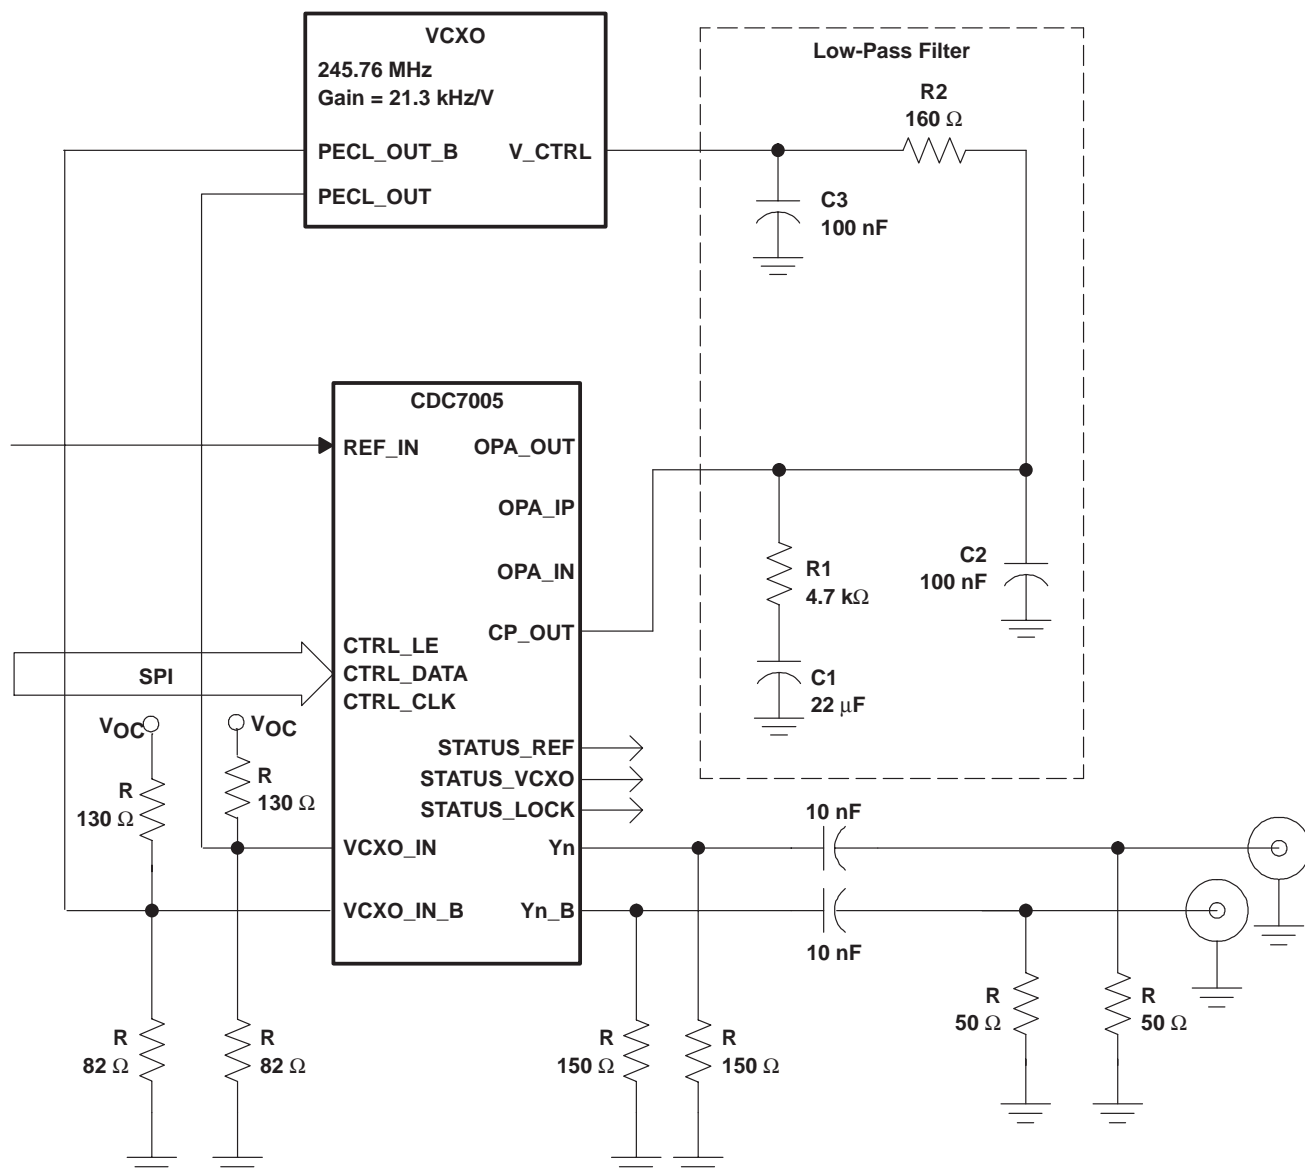 VCXO
245.76 MHz
Gain = 21.3 kHz/V
PECL_OUT_B
V_CTRL
PECL_OUT
Low-Pass Filter
R2
160 Ω
C3
100 nF
CDC7005
REF_IN
OPA_OUT
OPA_IP
OPA_IN
CP_OUT
R1
4.7 kΩ
C2
100 nF
C1
22 μF
CTRL_LE
CTRL_DATA
CTRL_CLK
SPI
VOC
VOC
R
130 Ω
R
130 Ω
STATUS_REF
STATUS_VCXO
STATUS_LOCK
VCXO_IN
Yn
VCXO_IN_B
Yn_B
10 nF
10 nF
R
82 Ω
R
82 Ω
R
150 Ω
R
150 Ω
R
50 Ω
R
50 Ω